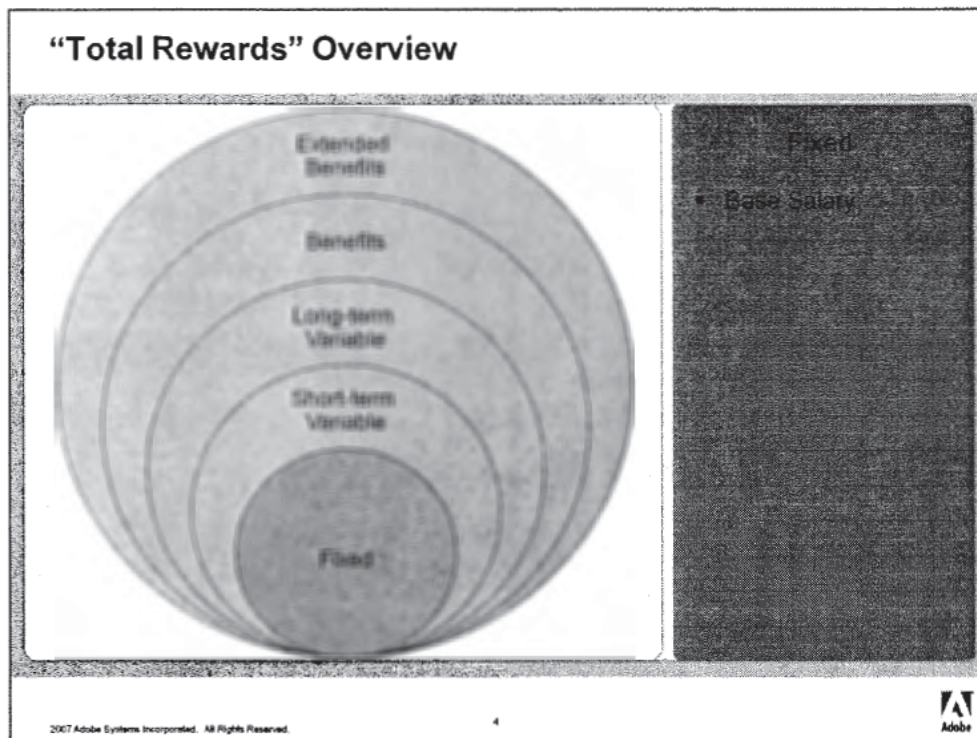 “Total Rewards” Overview
Extended
Benefits
Benefits
Long-term
Variable
Short-term
Variable
Fixed
Fixed
• Base Salary
2007 Adobe Systems Incorporated. All Rights Reserved.
4
Adobe